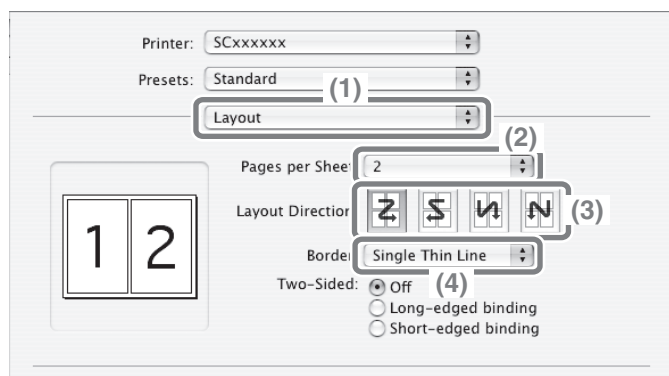 Printer: SCxxxxxx
Presets: Standard
(1)
Layout
(2)
Pages per Sheet 2
Layout Direction
(3)
Border Single Thin Line
Two-Sided: Off
(4)
Long-edged binding
Short-edged binding
1 2